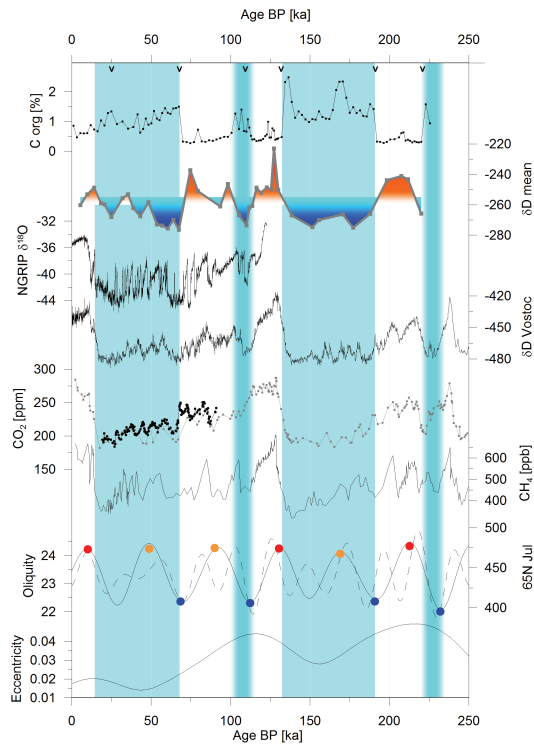 Age BP [ka]
0 50 100 150 200 250
C org [%]
2
1
0
-220
-240
-260
-280
δD mean
NGRIP δ18O
-32
-36
-40
-44
-420
-450
-480
δD Vostoc
CO2 [ppm]
300
250
200
150
600
500
400
CH4 [ppb]
Oliquity
24
23
22
500
450
400
65N Jul
Eccentricity
0.04
0.03
0.02
0.01
0 50 100 150 200 250
Age BP [ka]